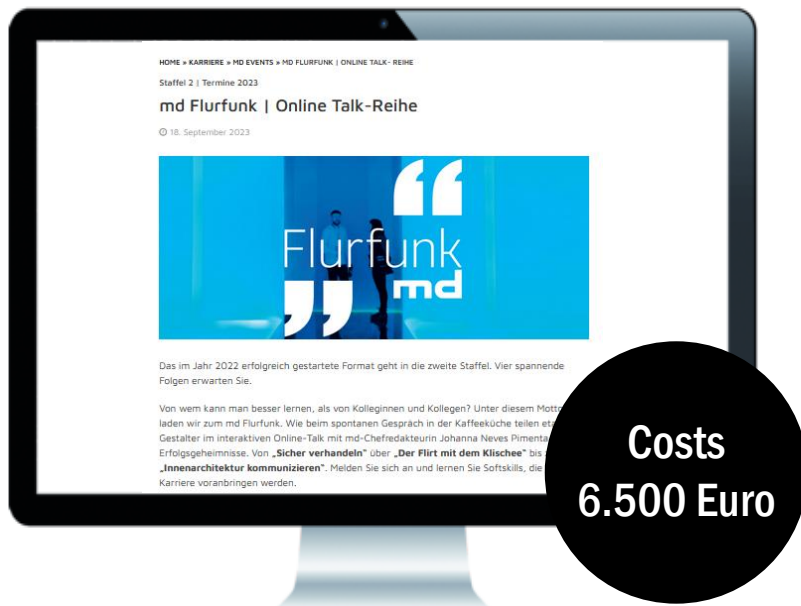 HOME » KARRIERE » MD EVENTS » MD FLURFUNK | ONLINE TALK- REIHE
Staffel 2 | Termine 2023
md Flurfunk | Online Talk-Reihe
18. September 2023
Flurfunk
md
Das im Jahr 2022 erfolgreich gestartete Format geht in die zweite Staffel. Vier spannende
Folgen erwarten Sie.
Von wem kann man besser lernen, als von Kolleginnen und Kollegen? Unter diesem Motto
laden wir zum md Flurfunk. Wie beim spontanen Gespräch in der Kaffeeküche teilen
Gestalter im interaktiven Online-Talk mit md-Chefredakteurin Johanna Neves
Erfolgsgeheimnisse. Von „Sicher verhandeln" über „Der Flirt mit dem Klischee" bis
„Innenarchitektur kommunizieren". Melden Sie sich an und lernen Sie Softskills, die
Karriere voranbringen werden.
Costs
6.500 Euro